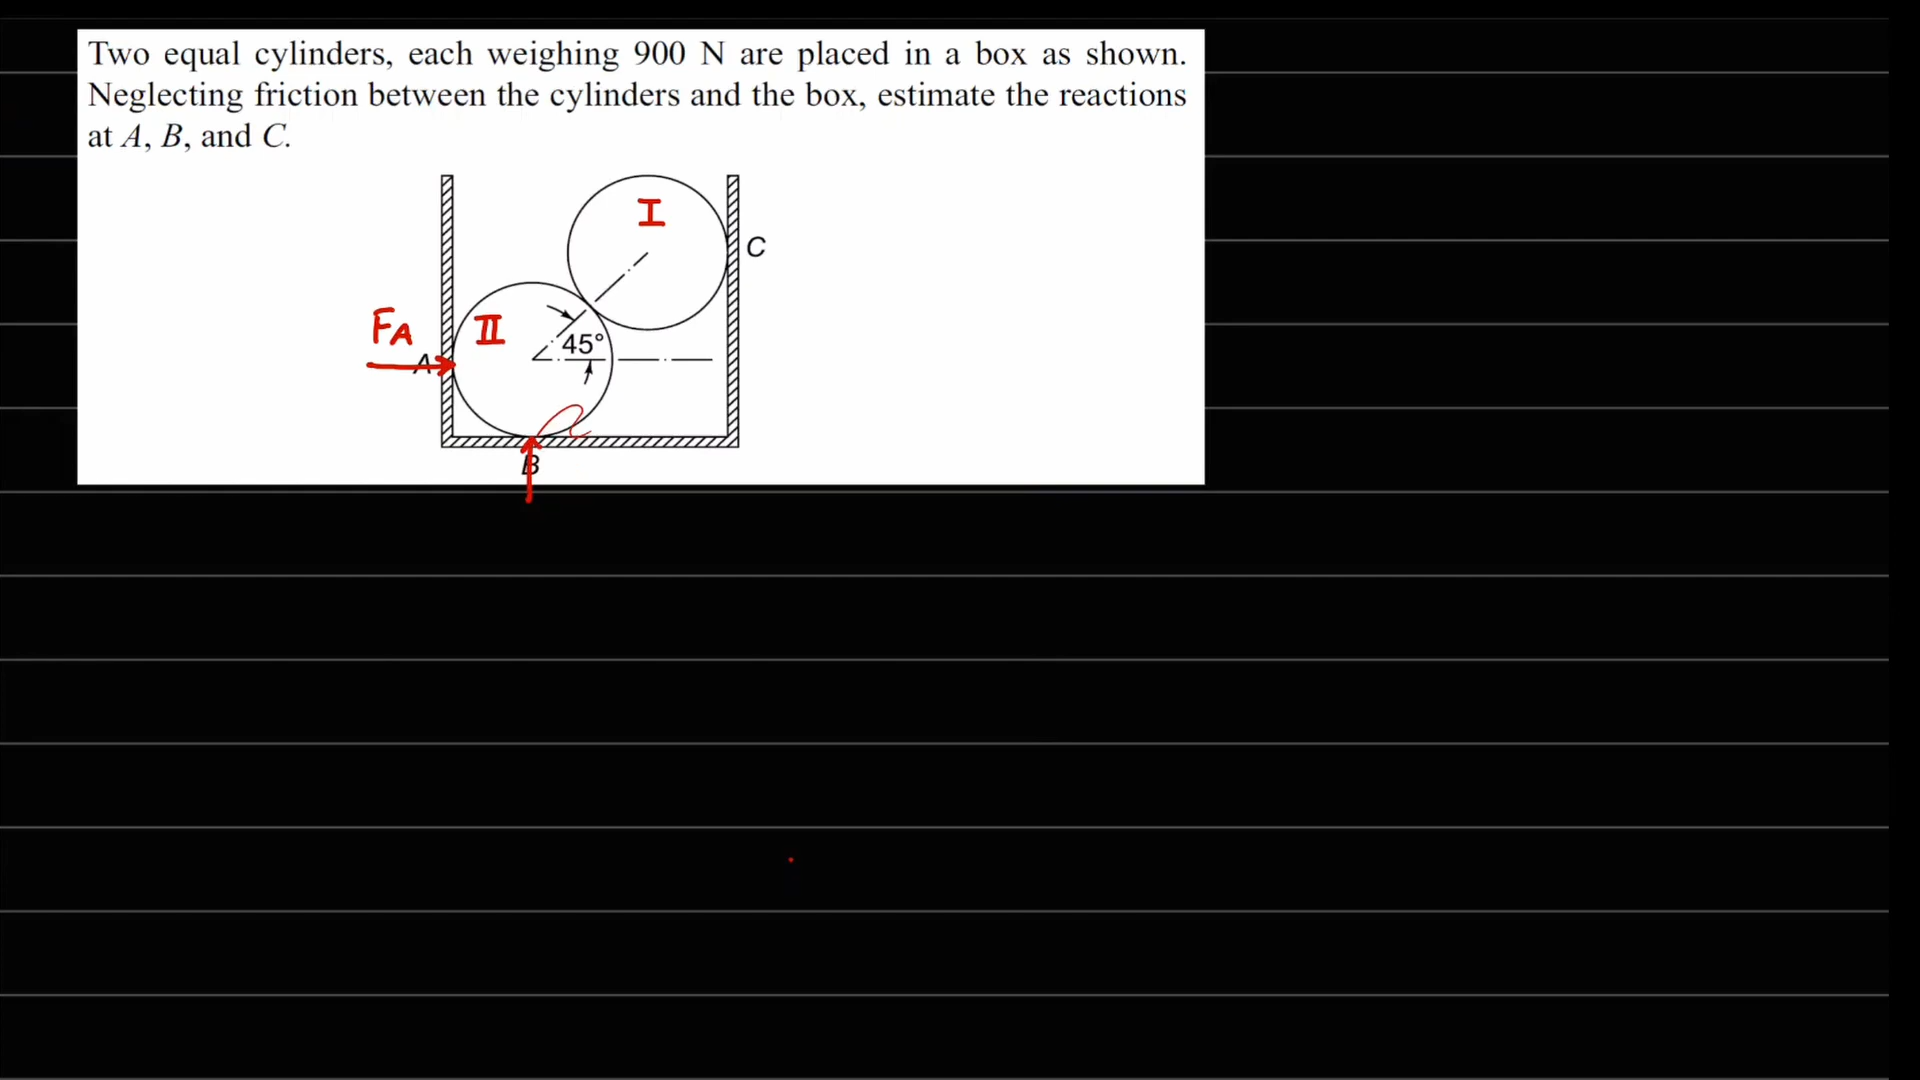 Two equal cylinders, each weighing 900 N are placed in a box as shown.
Neglecting friction between the cylinders and the box, estimate the reactions
at A, B, and C.
I
C
FA
II
45°
A
B